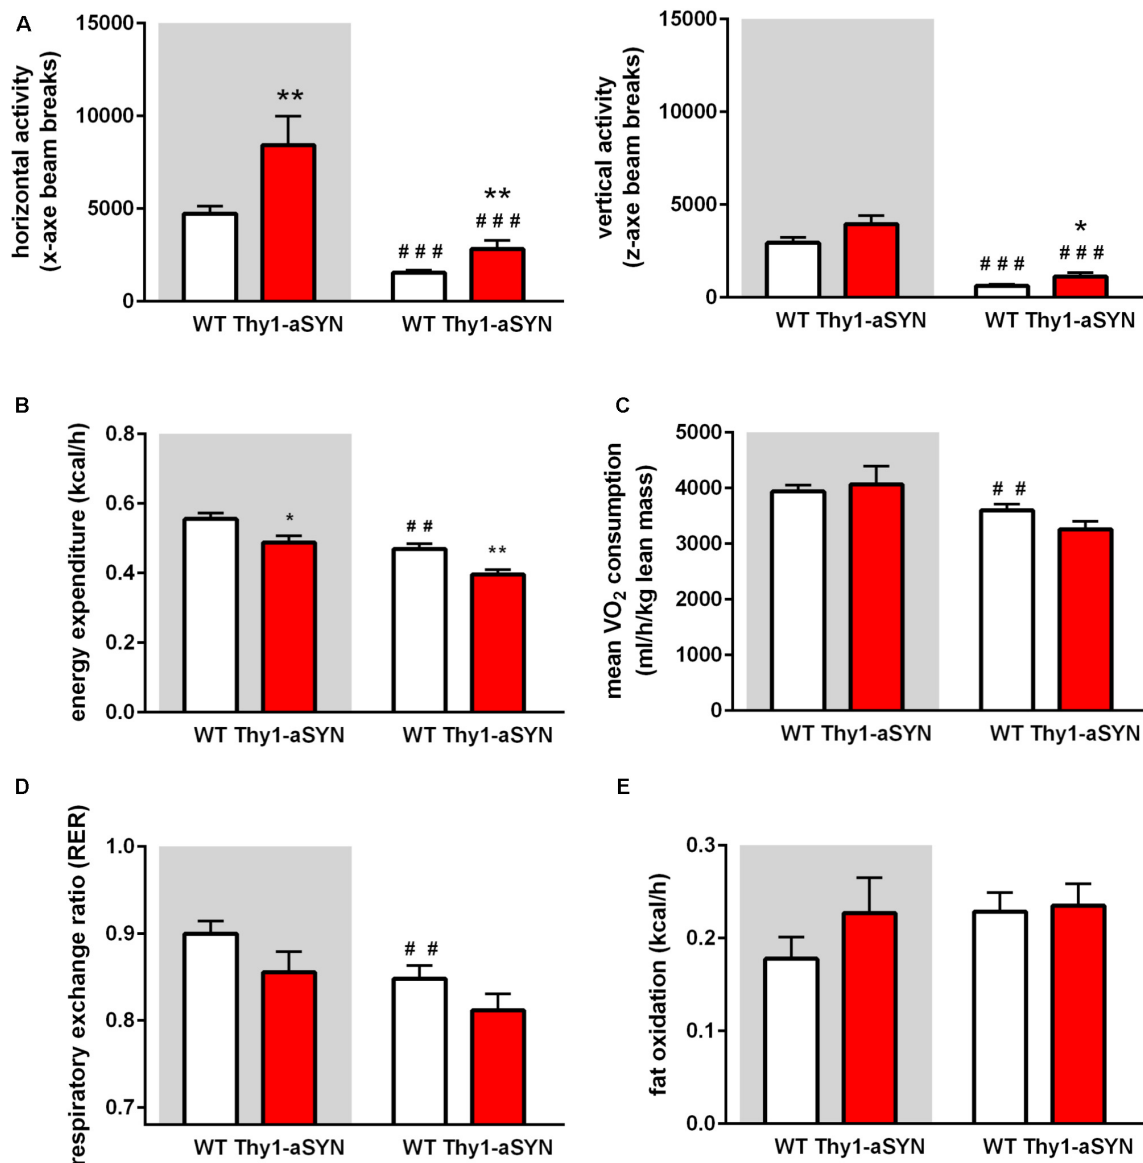 A
horizontal activity
(x-axe beam breaks)
15000
10000
5000
0
**
# # #
**
# # #
WT Thy1-aSYN
WT Thy1-aSYN
vertical activity
(z-axe beam breaks)
15000
10000
5000
0
# # #
*
# # #
WT Thy1-aSYN
WT Thy1-aSYN
B
energy expenditure (kcal/h)
0.8
0.6
0.4
0.2
0.0
*
# #
**
WT Thy1-aSYN
WT Thy1-aSYN
C
mean VO₂ consumption
(ml/h/kg lean mass)
5000
4000
3000
2000
1000
0
# #
WT Thy1-aSYN
WT Thy1-aSYN
D
respiratory exchange ratio (RER)
1.0
0.9
0.8
0.7
# #
WT Thy1-aSYN
WT Thy1-aSYN
E
fat oxidation (kcal/h)
0.3
0.2
0.1
0.0
WT Thy1-aSYN
WT Thy1-aSYN